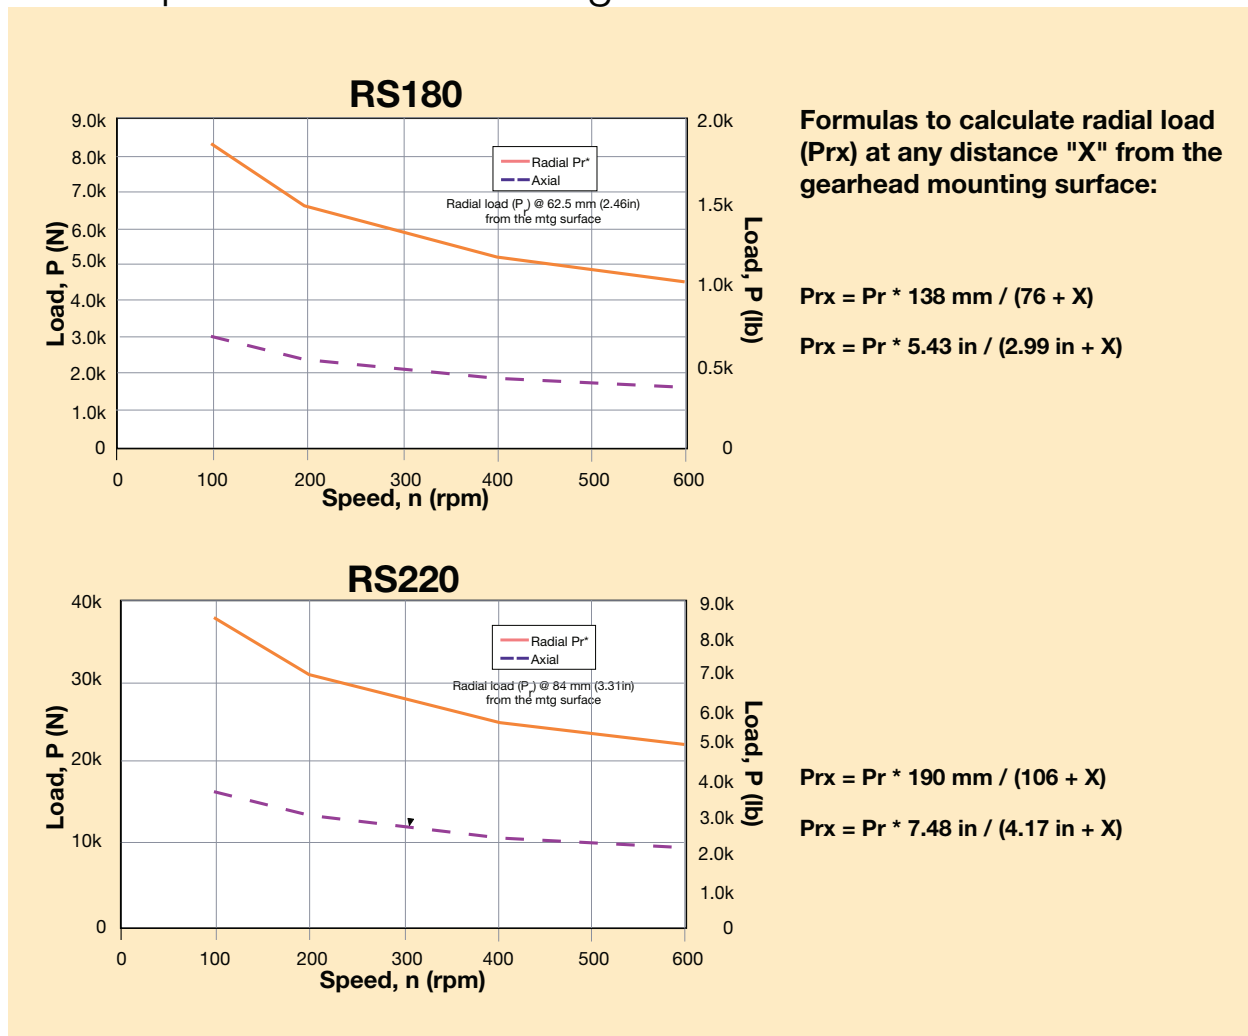 RS180
9.0k
8.0k
7.0k
6.0k
5.0k
4.0k
3.0k
2.0k
1.0k
0
Load, P (N)
2.0k
1.5k
1.0k
0.5k
0
Load, P (lb)
Radial Pr*
Axial
Radial load (Pr) @ 62.5 mm (2.46in)
from the mtg surface
0 100 200 300 400 500 600
Speed, n (rpm)
Formulas to calculate radial load
(Prx) at any distance "X" from the
gearhead mounting surface:
Prx = Pr * 138 mm / (76 + X)
Prx = Pr * 5.43 in / (2.99 in + X)
RS220
40k
30k
20k
10k
0
Load, P (N)
9.0k
8.0k
7.0k
6.0k
5.0k
4.0k
3.0k
2.0k
1.0k
0
Load, P (lb)
Radial Pr*
Axial
Radial load (Pr) @ 84 mm (3.31in)
from the mtg surface
0 100 200 300 400 500 600
Speed, n (rpm)
Prx = Pr * 190 mm / (106 + X)
Prx = Pr * 7.48 in / (4.17 in + X)